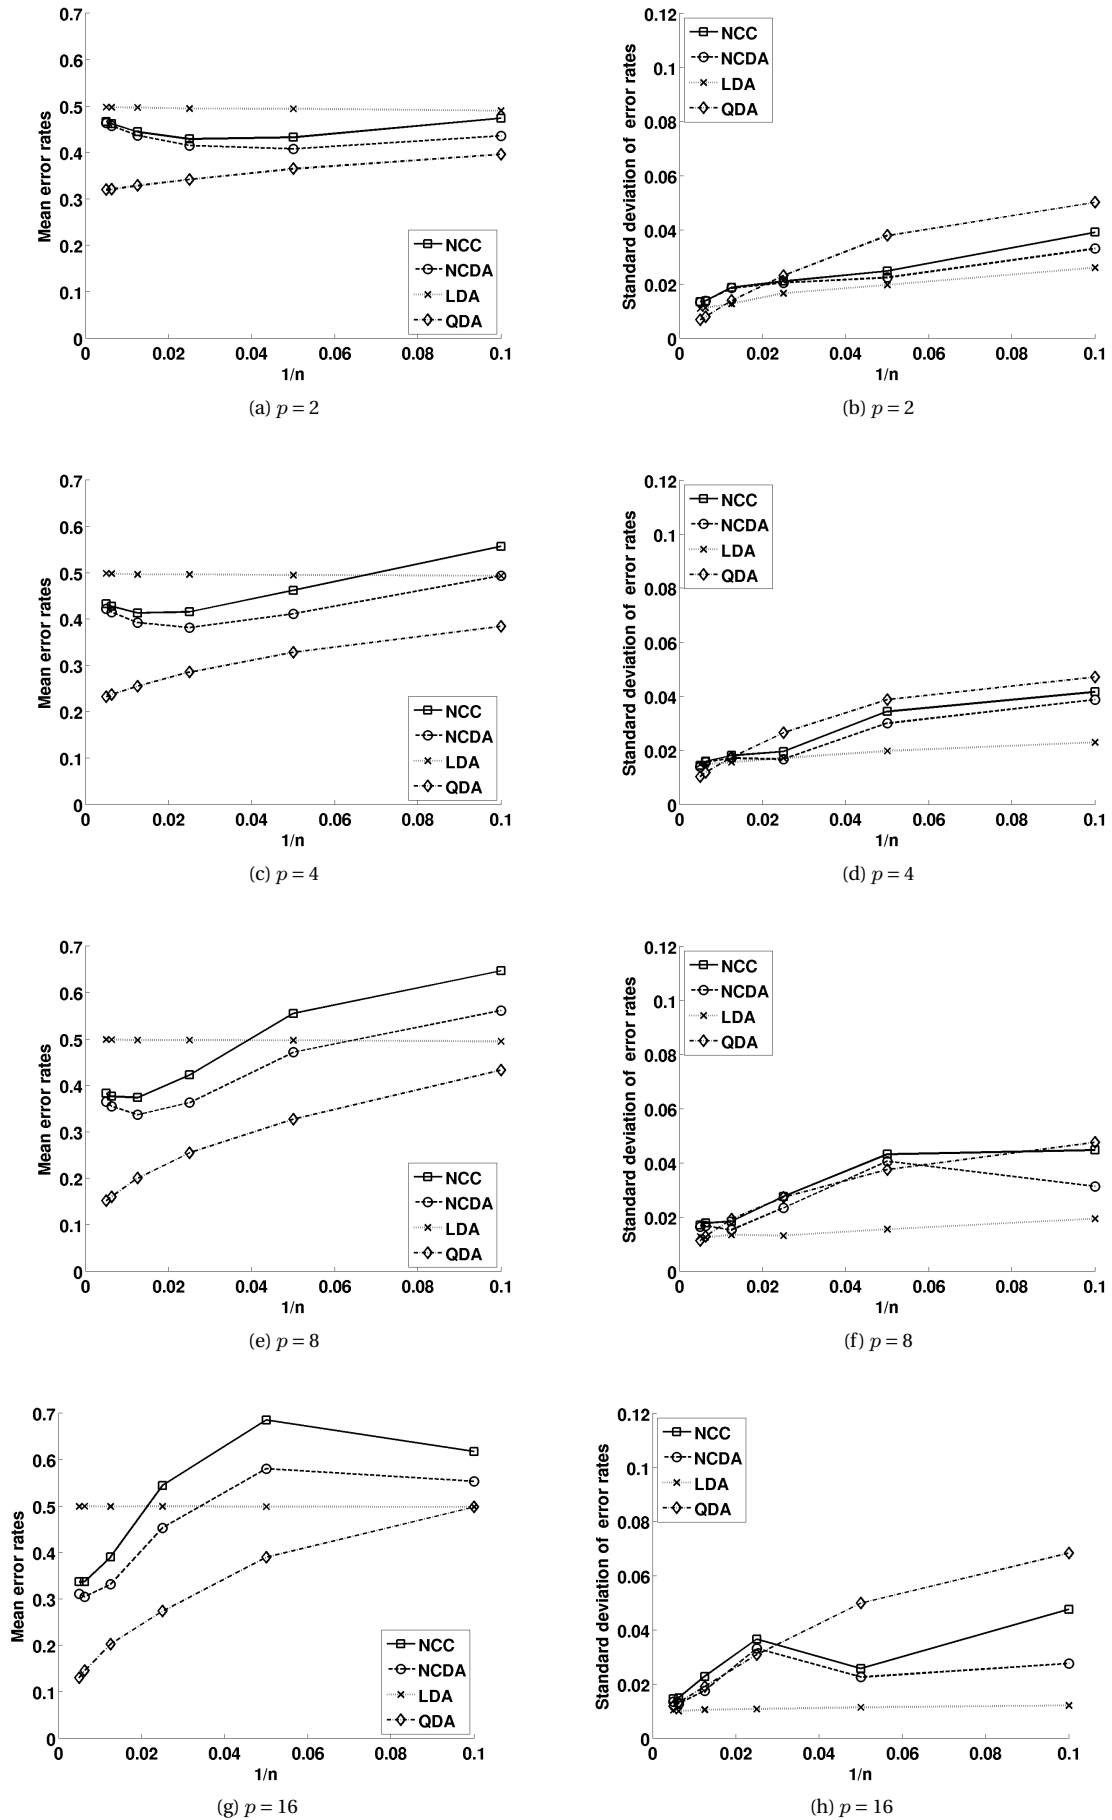 0.7
0.6
0.5
0.4
0.3
0.2
0.1
0
Mean error rates
NCC
NCDA
LDA
QDA
0 0.02 0.04 0.06 0.08 0.1
1/n
(a) p = 2
0.12
0.1
0.08
0.06
0.04
0.02
0
Standard deviation of error rates
NCC
NCDA
LDA
QDA
0 0.02 0.04 0.06 0.08 0.1
1/n
(b) p = 2
0.7
0.6
0.5
0.4
0.3
0.2
0.1
0
Mean error rates
NCC
NCDA
LDA
QDA
0 0.02 0.04 0.06 0.08 0.1
1/n
(c) p = 4
0.12
0.1
0.08
0.06
0.04
0.02
0
Standard deviation of error rates
NCC
NCDA
LDA
QDA
0 0.02 0.04 0.06 0.08 0.1
1/n
(d) p = 4
0.7
0.6
0.5
0.4
0.3
0.2
0.1
0
Mean error rates
NCC
NCDA
LDA
QDA
0 0.02 0.04 0.06 0.08 0.1
1/n
(e) p = 8
0.12
0.1
0.08
0.06
0.04
0.02
0
Standard deviation of error rates
NCC
NCDA
LDA
QDA
0 0.02 0.04 0.06 0.08 0.1
1/n
(f) p = 8
0.7
0.6
0.5
0.4
0.3
0.2
0.1
0
Mean error rates
NCC
NCDA
LDA
QDA
0 0.02 0.04 0.06 0.08 0.1
1/n
(g) p = 16
0.12
0.1
0.08
0.06
0.04
0.02
0
Standard deviation of error rates
NCC
NCDA
LDA
QDA
0 0.02 0.04 0.06 0.08 0.1
1/n
(h) p = 16